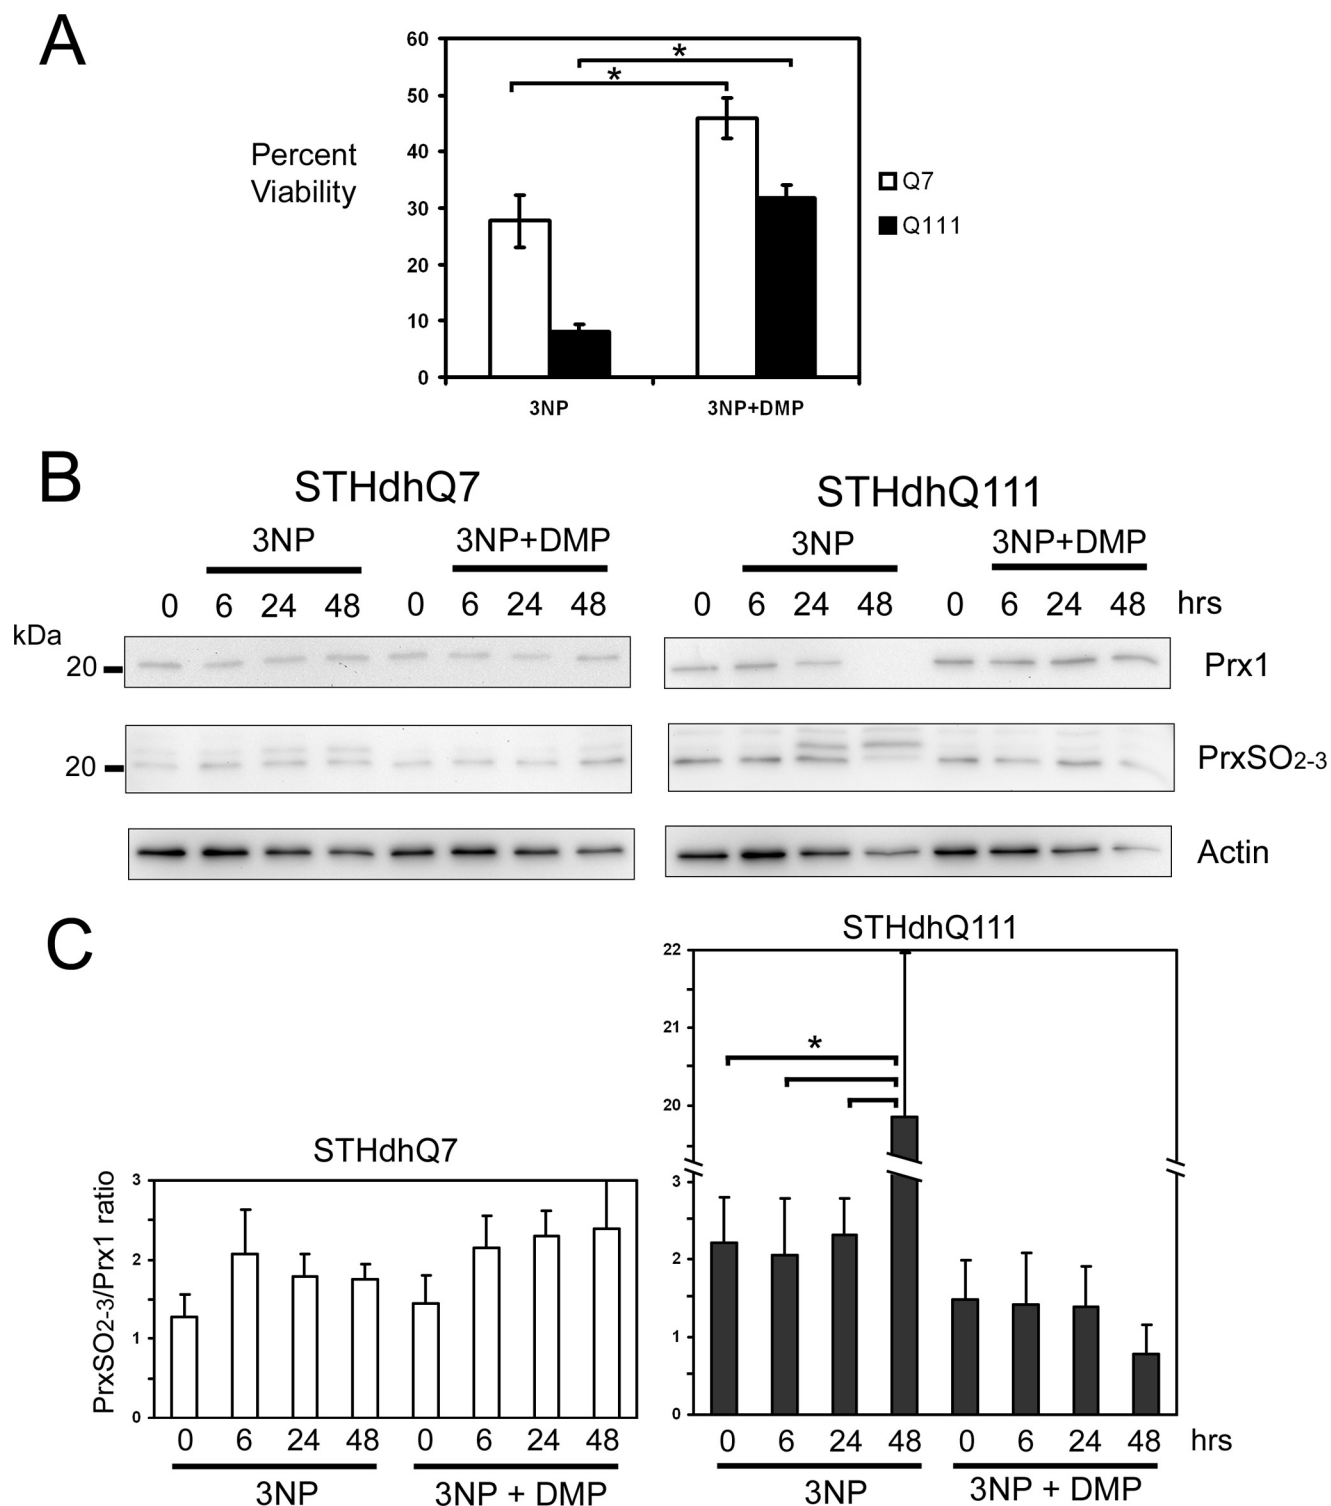 A
Percent
Viability
60
50
40
30
20
10
0
*
*
3NP
3NP+DMP
Q7
Q111
B
STHdhQ7
STHdhQ111
3NP
3NP+DMP
3NP
3NP+DMP
0 6 24 48 0 6 24 48
0 6 24 48 0 6 24 48 hrs
kDa
20
Prx1
20
PrxSO2-3
Actin
C
STHdhQ7
PrxSO2-3/Prx1 ratio
3
2
1
0
0 6 24 48 0 6 24 48
3NP
3NP + DMP
STHdhQ111
22
21
20
3
2
1
0
*
0 6 24 48 0 6 24 48 hrs
3NP
3NP + DMP